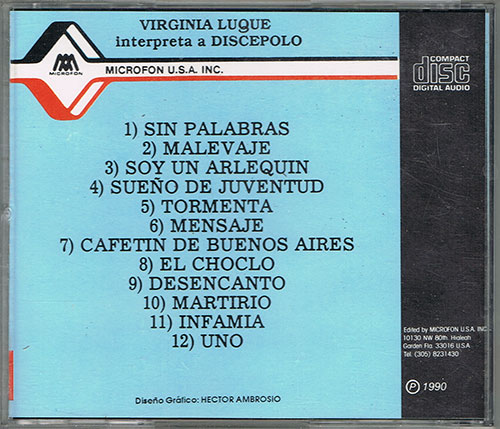 VIRGINIA LUQUE
interpreta a DISCEPOLO
MICROFON
MICROFON U.S.A. INC.
COMPACT
disc
DIGITAL AUDIO
1) SIN PALABRAS
2) MALEVAJE
3) SOY UN ARLEQUIN
4) SUEÑO DE JUVENTUD
5) TORMENTA
6) MENSAJE
7) CAFETIN DE BUENOS AIRES
8) EL CHOCLO
9) DESENCANTO
10) MARTIRIO
11) INFAMIA
12) UNO
Edited by MICROFON U.S.A. INC.
10130 NW 80th. Hialeah
Garden Fla. 33016 U.S.A.
Tel. (305) 8231430
Ⓟ 1990
Diseño Gráfico: HECTOR AMBROSIO